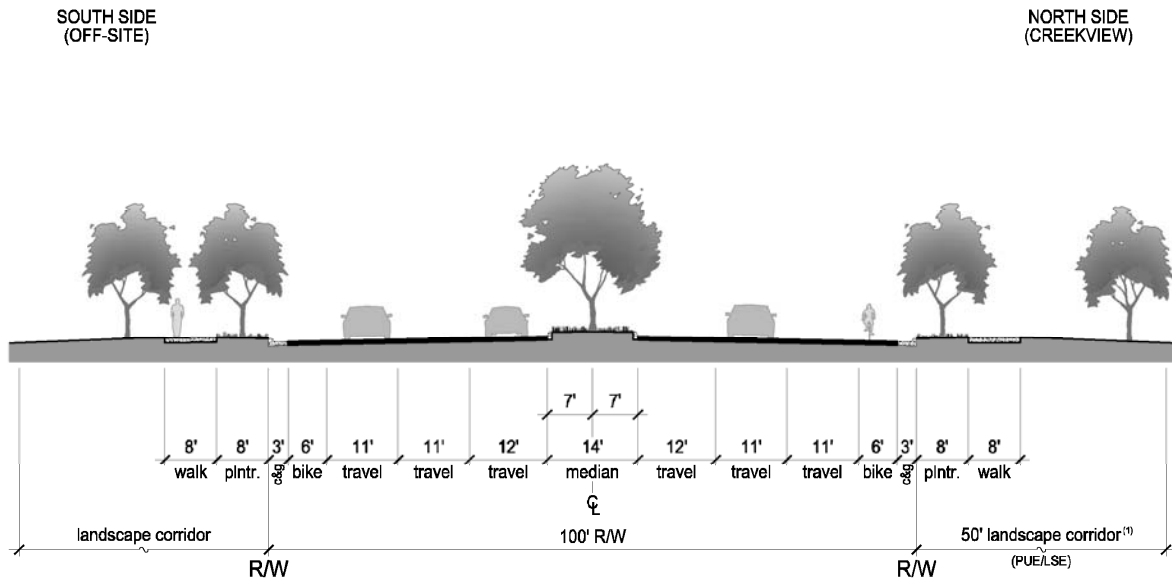 SOUTH SIDE
(OFF-SITE)
NORTH SIDE
(CREEKVIEW)
7' 7'
8' 8' 3' 6' 11' 11' 12' 14' 12' 11' 11' 6' 3' 8' 8'
walk plntr. c&g bike travel travel travel median travel travel travel bike c&g plntr. walk
℄
landscape corridor 100' R/W 50' landscape corridor⁽¹⁾
(PUE/LSE)
R/W R/W